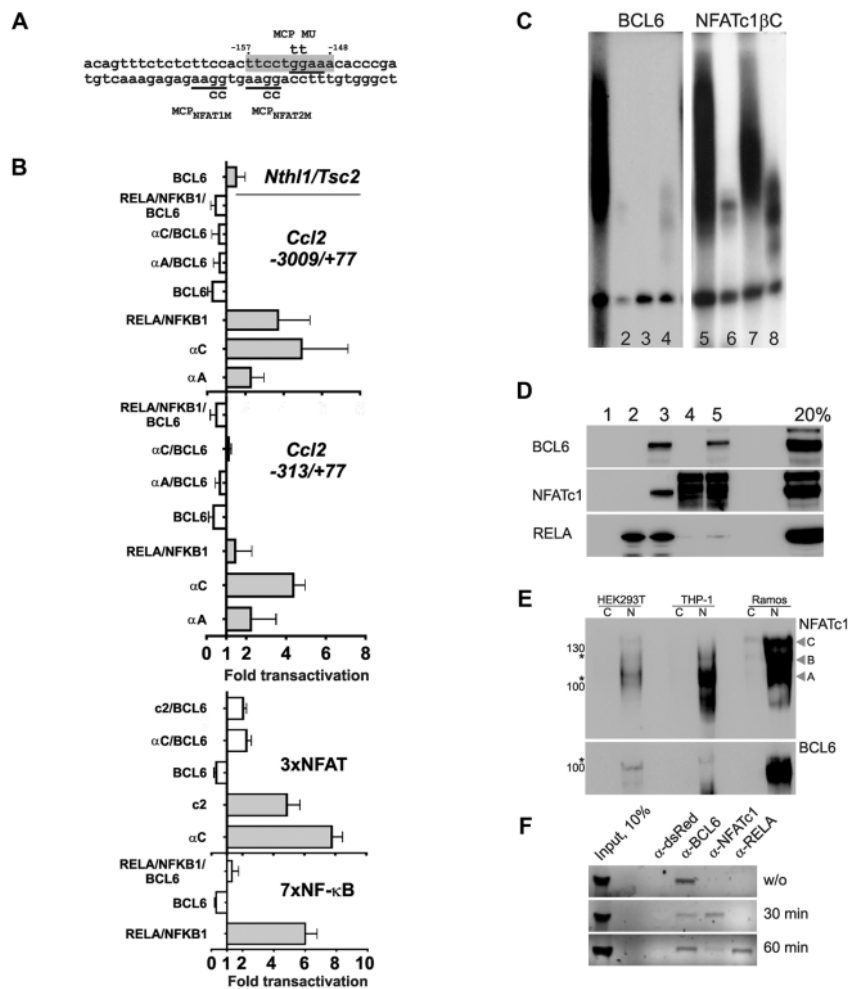 A
MCP MU
-157 tt -148
acagtttctctcttccacttcctggaaacacccga
tgtcaaagagagaaggtgaaggacctttgtgggct
cc cc
MCP NFAT1M MCP NFAT2M
B
BCL6
Nthl1/Tsc2
RELA/NFKB1/
BCL6
αC/BCL6
Ccl2
αA/BCL6
-3009/+77
BCL6
RELA/NFKB1
αC
αA
RELA/NFKB1/
BCL6
αC/BCL6
Ccl2
-313/+77
αA/BCL6
BCL6
RELA/NFKB1
αC
αA
0 1 2 4 6 8
Fold transactivation
c2/BCL6
αC/BCL6
3xNFAT
BCL6
c2
αC
RELA/NFKB1/
BCL6
7xNF-κB
BCL6
RELA/NFKB1
0 1 2 4 6 8 10
Fold transactivation
C
BCL6 NFATc1βC
2 3 4 5 6 7 8
D
1 2 3 4 5 20%
BCL6
NFATc1
RELA
E
HEK293T THP-1 Ramos
C N C N C N
NFATc1
130
*
*
100
C
B
A
BCL6
*
100
F
Input, 10% α-dsRed α-BCL6 α-NFATc1 α-RELA
w/o
30 min
60 min